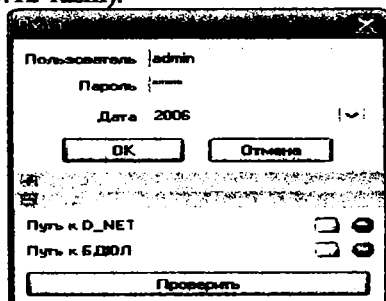 Пользователь admin
Пароль ****
Дата 2006
OK Отмена
Путь к D_NET
Путь к БДЮЛ
Проверить